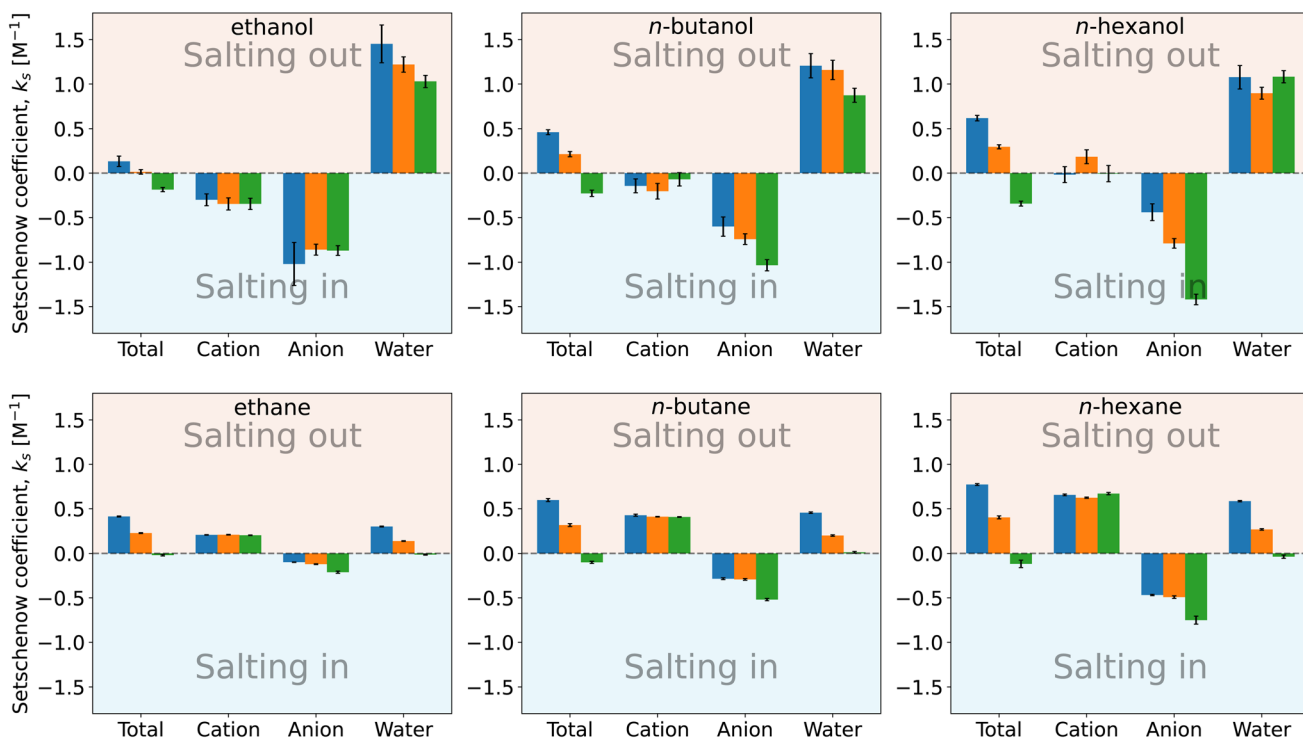 ethanol
Salting out
Salting in
1.5
1.0
0.5
0.0
−0.5
−1.0
−1.5
Total Cation Anion Water
Setschenow coefficient, kₛ [M⁻¹]
n-butanol
Salting out
Salting in
1.5
1.0
0.5
0.0
−0.5
−1.0
−1.5
Total Cation Anion Water
n-hexanol
Salting out
Salting in
1.5
1.0
0.5
0.0
−0.5
−1.0
−1.5
Total Cation Anion Water
ethane
Salting out
Salting in
1.5
1.0
0.5
0.0
−0.5
−1.0
−1.5
Total Cation Anion Water
Setschenow coefficient, kₛ [M⁻¹]
n-butane
Salting out
Salting in
1.5
1.0
0.5
0.0
−0.5
−1.0
−1.5
Total Cation Anion Water
n-hexane
Salting out
Salting in
1.5
1.0
0.5
0.0
−0.5
−1.0
−1.5
Total Cation Anion Water